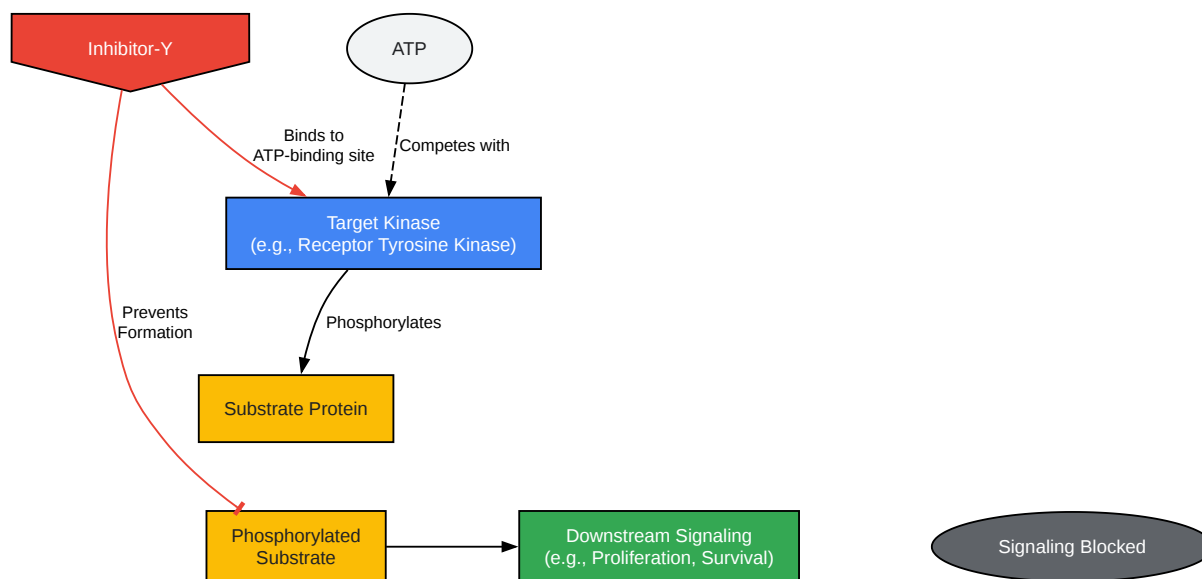 Inhibitor-Y
ATP
Binds to
ATP-binding site
Competes with
Target Kinase
(e.g., Receptor Tyrosine Kinase)
Prevents
Formation
Phosphorylates
Substrate Protein
Phosphorylated
Substrate
Downstream Signaling
(e.g., Proliferation, Survival)
Signaling Blocked